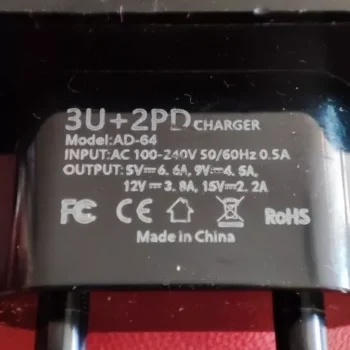 3U+2PD CHARGER
Model:AD-64
INPUT:AC 100-240V 50/60Hz 0.5A
OUTPUT: 5V⎓6.6A, 9V⎓4.5A,
12V⎓3.8A, 15V⎓2.2A
FC CE RoHS
Made in China